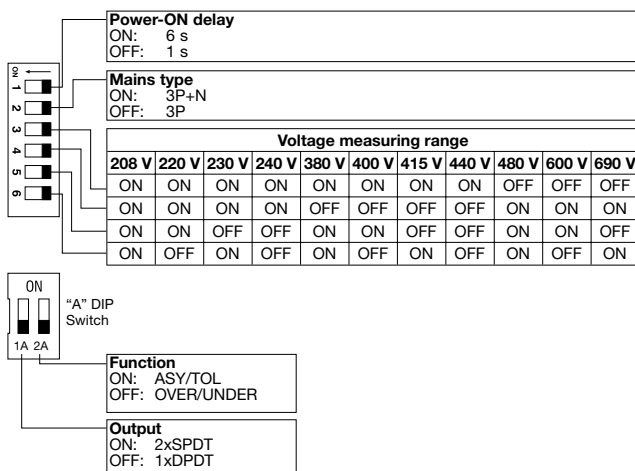 Power-ON delay
ON: 6 s
OFF: 1 s
ON
1
2
3
4
5
6
Mains type
ON: 3P+N
OFF: 3P
Voltage measuring range
208 V 220 V 230 V 240 V 380 V 400 V 415 V 440 V 480 V 600 V 690 V
ON ON ON ON ON ON ON ON OFF OFF OFF
ON ON ON ON OFF OFF OFF OFF ON ON ON
ON ON OFF OFF ON ON OFF OFF ON ON OFF
ON OFF ON OFF ON OFF ON OFF ON OFF ON
ON
1A 2A
"A" DIP
Switch
Function
ON: ASY/TOL
OFF: OVER/UNDER
Output
ON: 2xSPDT
OFF: 1xDPDT